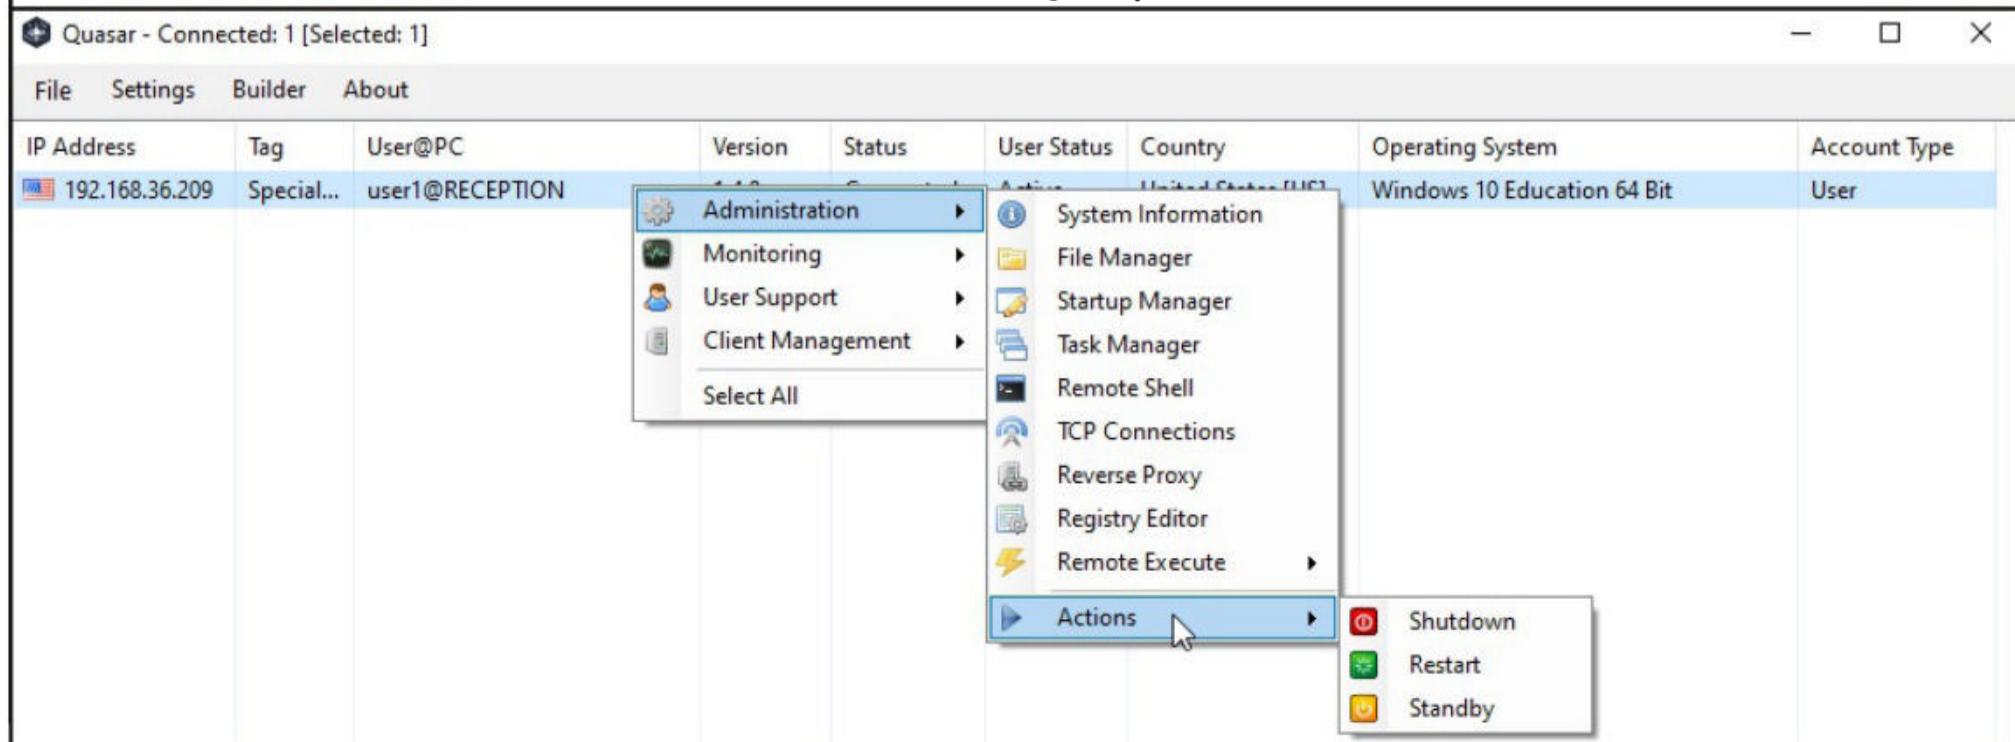 Quasar - Connected: 1 [Selected: 1]
File Settings Builder About
IP Address Tag User@PC Version Status User Status Country Operating System Account Type
192.168.36.209 Special... user1@RECEPTION Windows 10 Education 64 Bit User
Administration
Monitoring
User Support
Client Management
Select All
System Information
File Manager
Startup Manager
Task Manager
Remote Shell
TCP Connections
Reverse Proxy
Registry Editor
Remote Execute
Actions
Shutdown
Restart
Standby